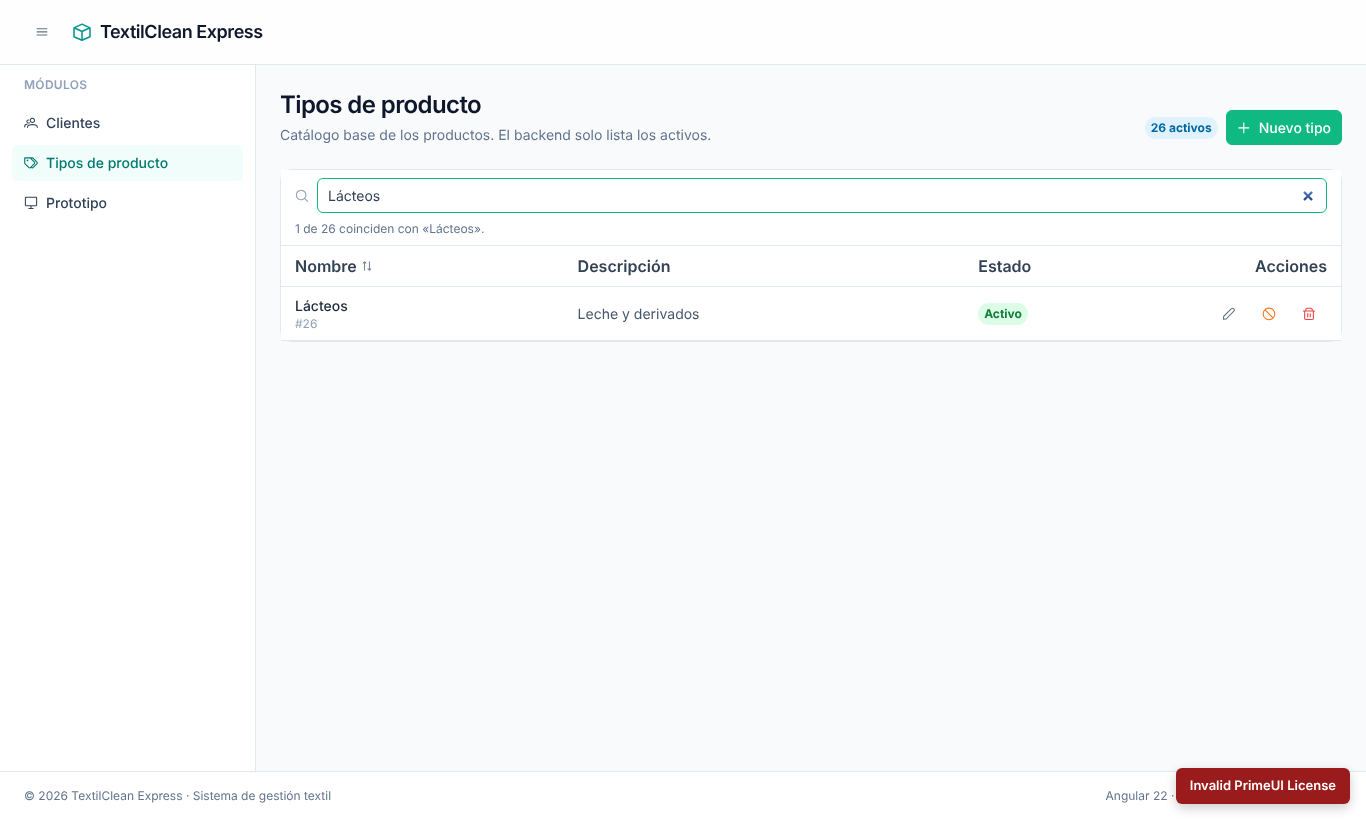 TextilClean Express
MÓDULOS
Clientes
Tipos de producto
Prototipo
Tipos de producto
Catálogo base de los productos. El backend solo lista los activos.
26 activos
Nuevo tipo
Lácteos
1 de 26 coinciden con «Lácteos».
Nombre Descripción Estado Acciones
Lácteos
#26
Leche y derivados
Activo
© 2026 TextilClean Express · Sistema de gestión textil
Angular 22 ·
Invalid PrimeUI License